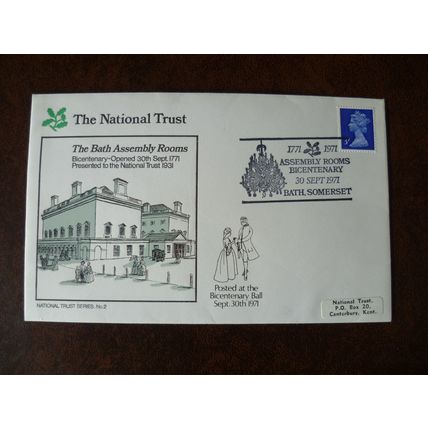 The National Trust
The Bath Assembly Rooms
Bicentenary-Opened 30th Sept. 1771
Presented to the National Trust 1931
NATIONAL TRUST SERIES. No.2
1771 1971
ASSEMBLY ROOMS
BICENTENARY
30 SEPT 1971
BATH, SOMERSET
Posted at the
Bicentenary Ball
Sept. 30th 1971
National Trust,
P.O. Box 20,
Canterbury, Kent.